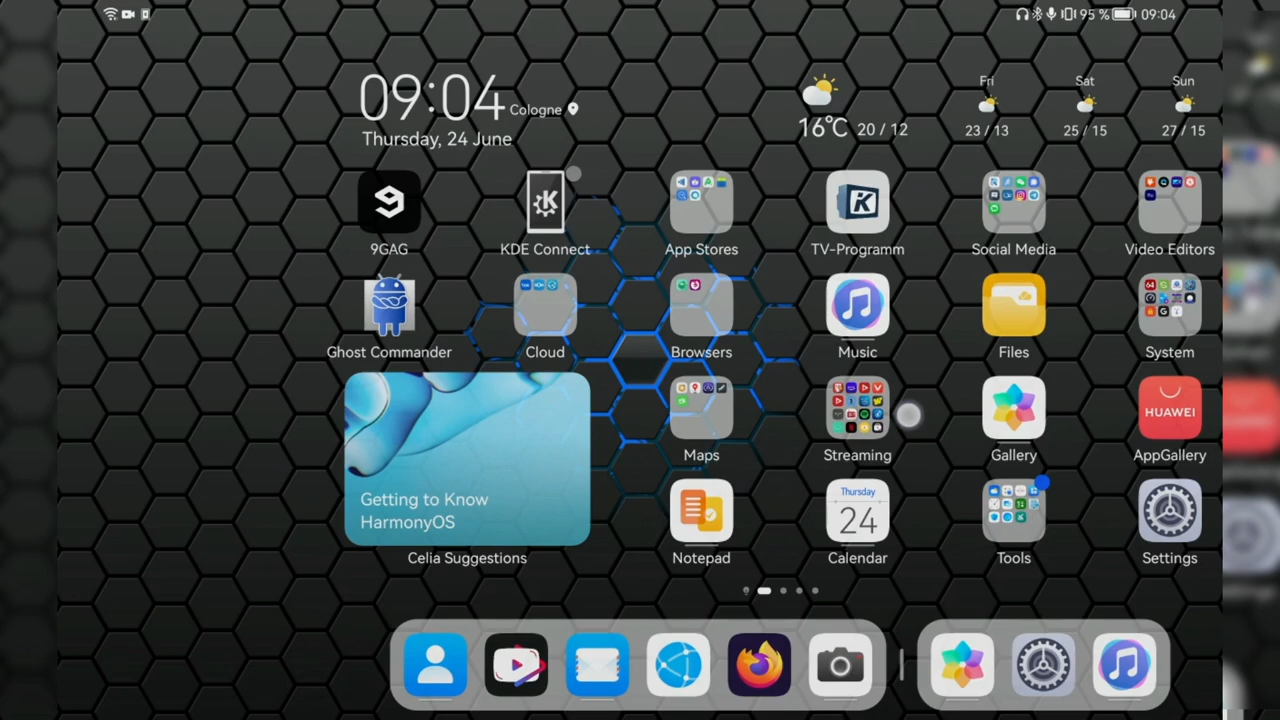 95 % 09:04
09:04
Cologne
Thursday, 24 June
16°C 20 / 12
Fri
23 / 13
Sat
25 / 15
Sun
27 / 15
9GAG
KDE Connect
App Stores
TV-Programm
Social Media
Video Editors
Ghost Commander
Cloud
Browsers
Music
Files
System
Getting to Know
HarmonyOS
Celia Suggestions
Maps
Streaming
Gallery
HUAWEI
AppGallery
Notepad
Thursday
24
Calendar
Tools
Settings